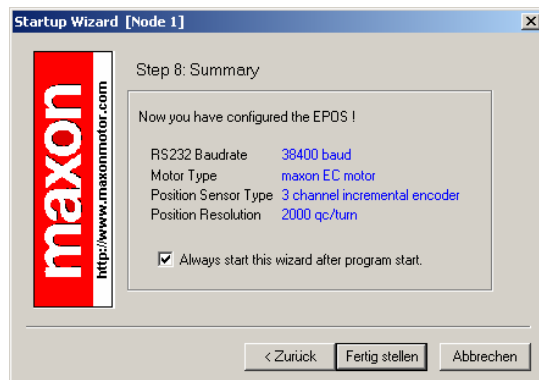 Startup Wizard [Node 1]
maxon
http://www.maxonmotor.com
Step 8: Summary
Now you have configured the EPOS !
RS232 Baudrate 38400 baud
Motor Type maxon EC motor
Position Sensor Type 3 channel incremental encoder
Position Resolution 2000 qc/turn
Always start this wizard after program start.
< Zurück Fertig stellen Abbrechen